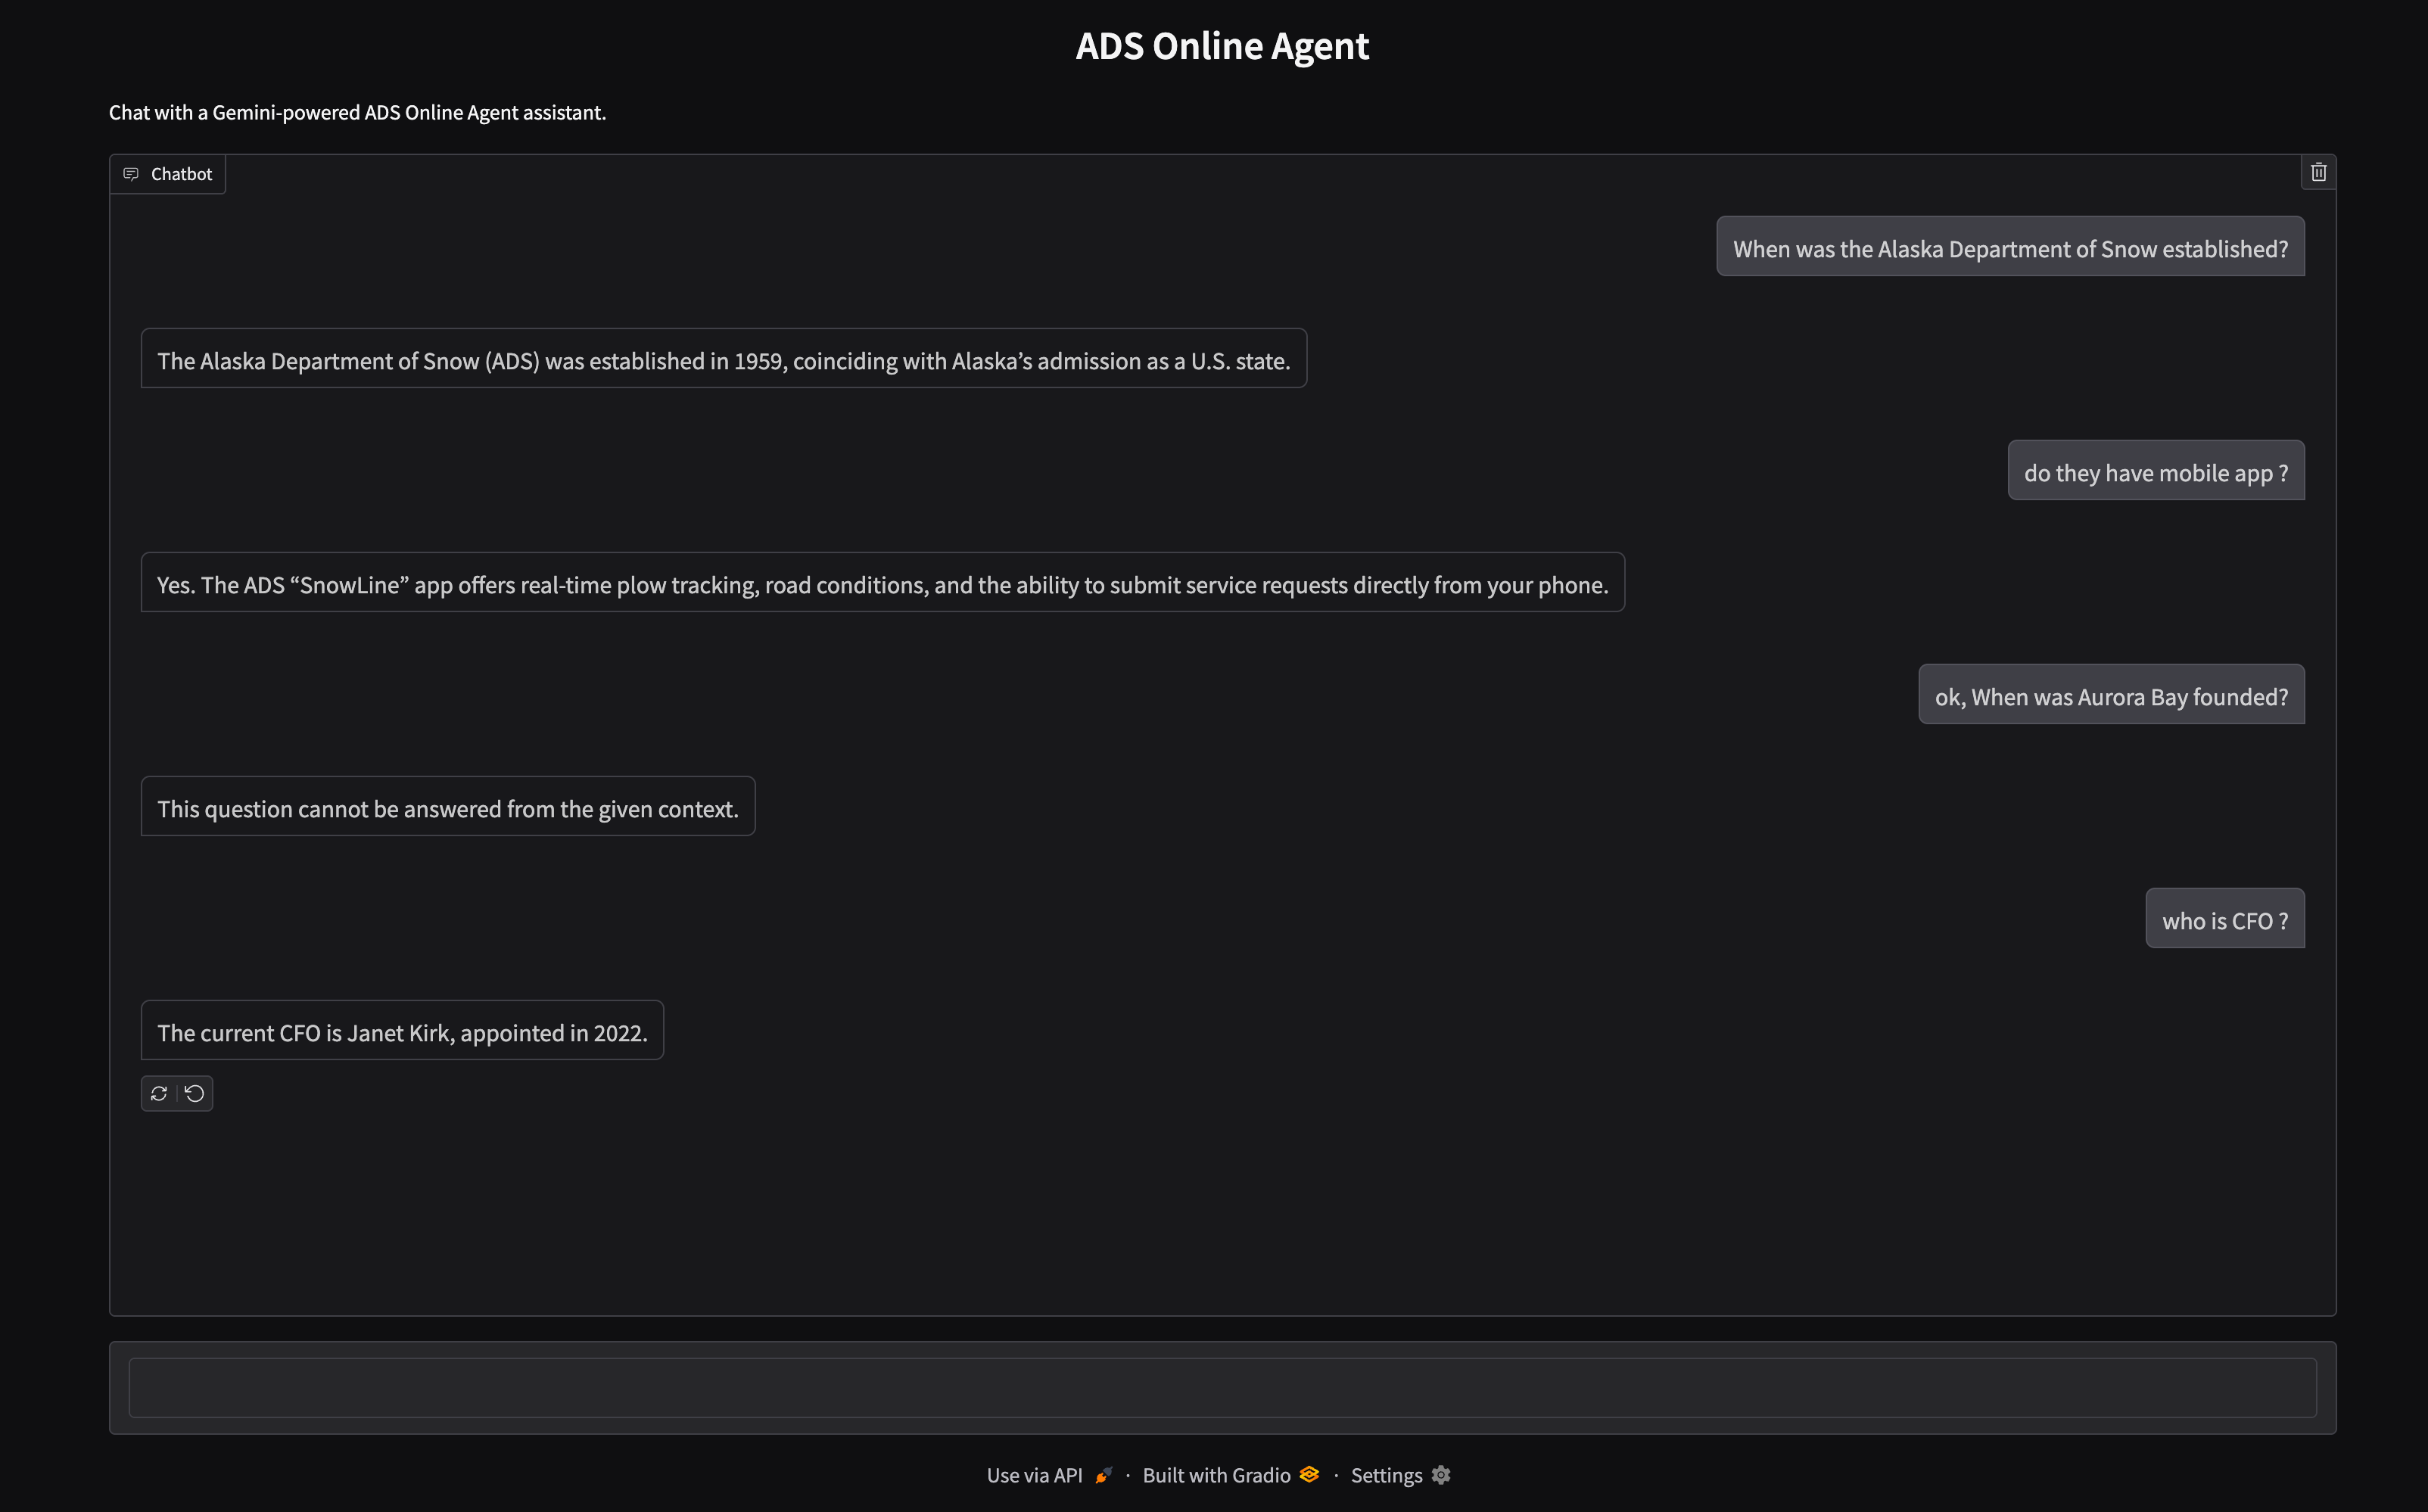 ADS Online Agent
Chat with a Gemini-powered ADS Online Agent assistant.
Chatbot
When was the Alaska Department of Snow established?
The Alaska Department of Snow (ADS) was established in 1959, coinciding with Alaska’s admission as a U.S. state.
do they have mobile app ?
Yes. The ADS “SnowLine” app offers real-time plow tracking, road conditions, and the ability to submit service requests directly from your phone.
ok, When was Aurora Bay founded?
This question cannot be answered from the given context.
who is CFO ?
The current CFO is Janet Kirk, appointed in 2022.
Use via API · Built with Gradio · Settings